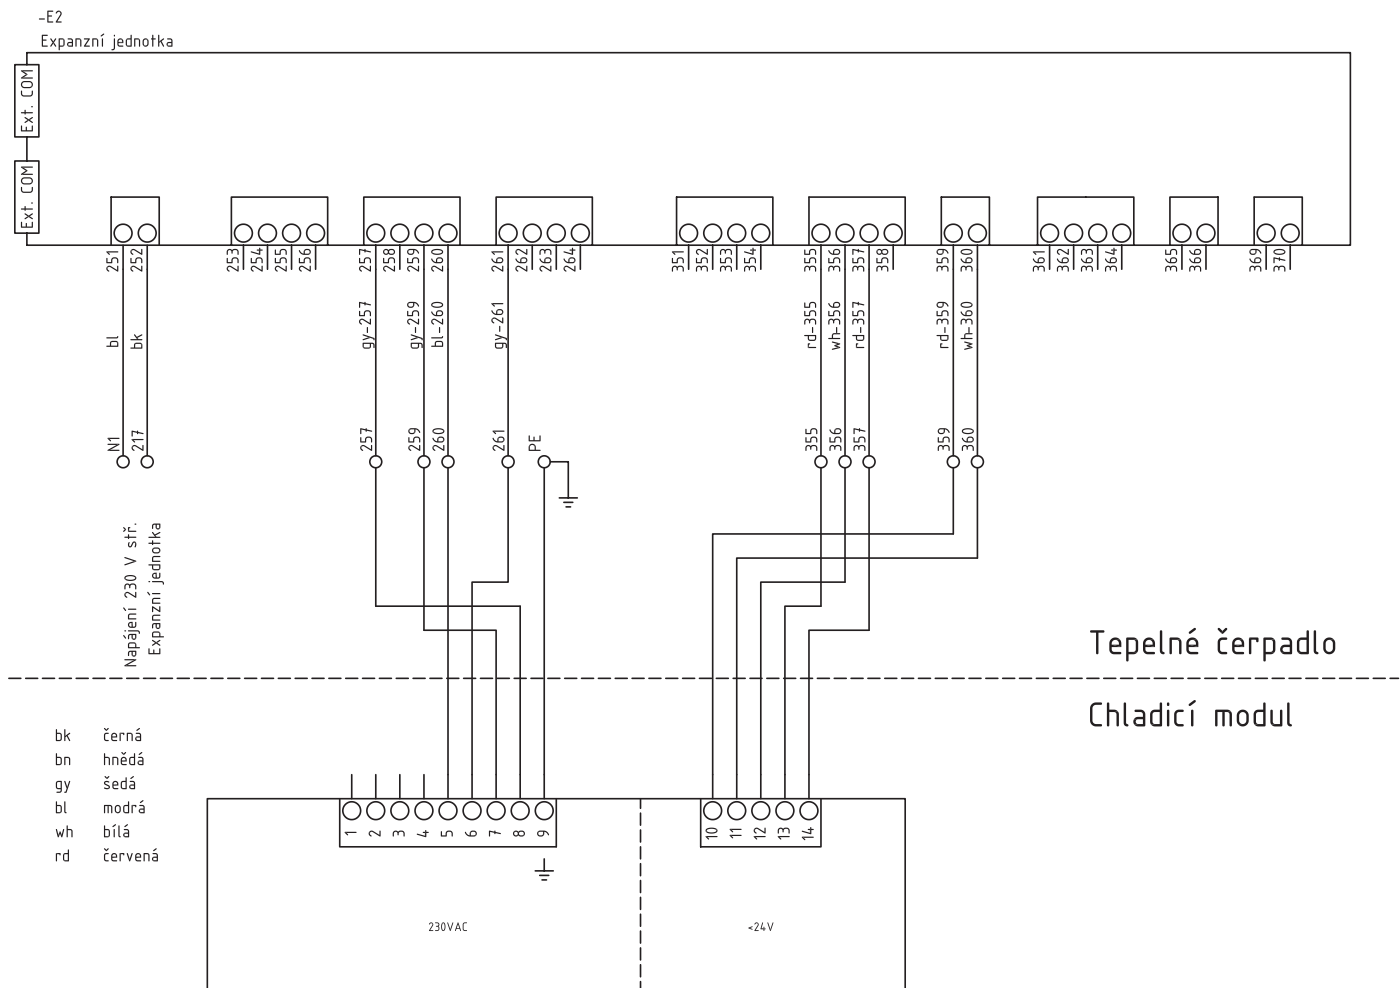 -E2
Expanzní jednotka
Ext. COM
Ext. COM
251 252 253 254 255 256 257 258 259 260 261 262 263 264 351 352 353 354 355 356 357 358 359 360 361 362 363 364 365 366 369 370
bl bk gy-257 gy-259 bl-260 gy-261 rd-355 wh-356 rd-357 rd-359 wh-360
N1 217 257 259 260 261 PE 355 356 357 359 360
Napájení 230 V stř.
Expanzní jednotka
Tepelné čerpadlo
Chladicí modul
bk černá
bn hnědá
gy šedá
bl modrá
wh bílá
rd červená
1 2 3 4 5 6 7 8 9 10 11 12 13 14
230VAC <24V